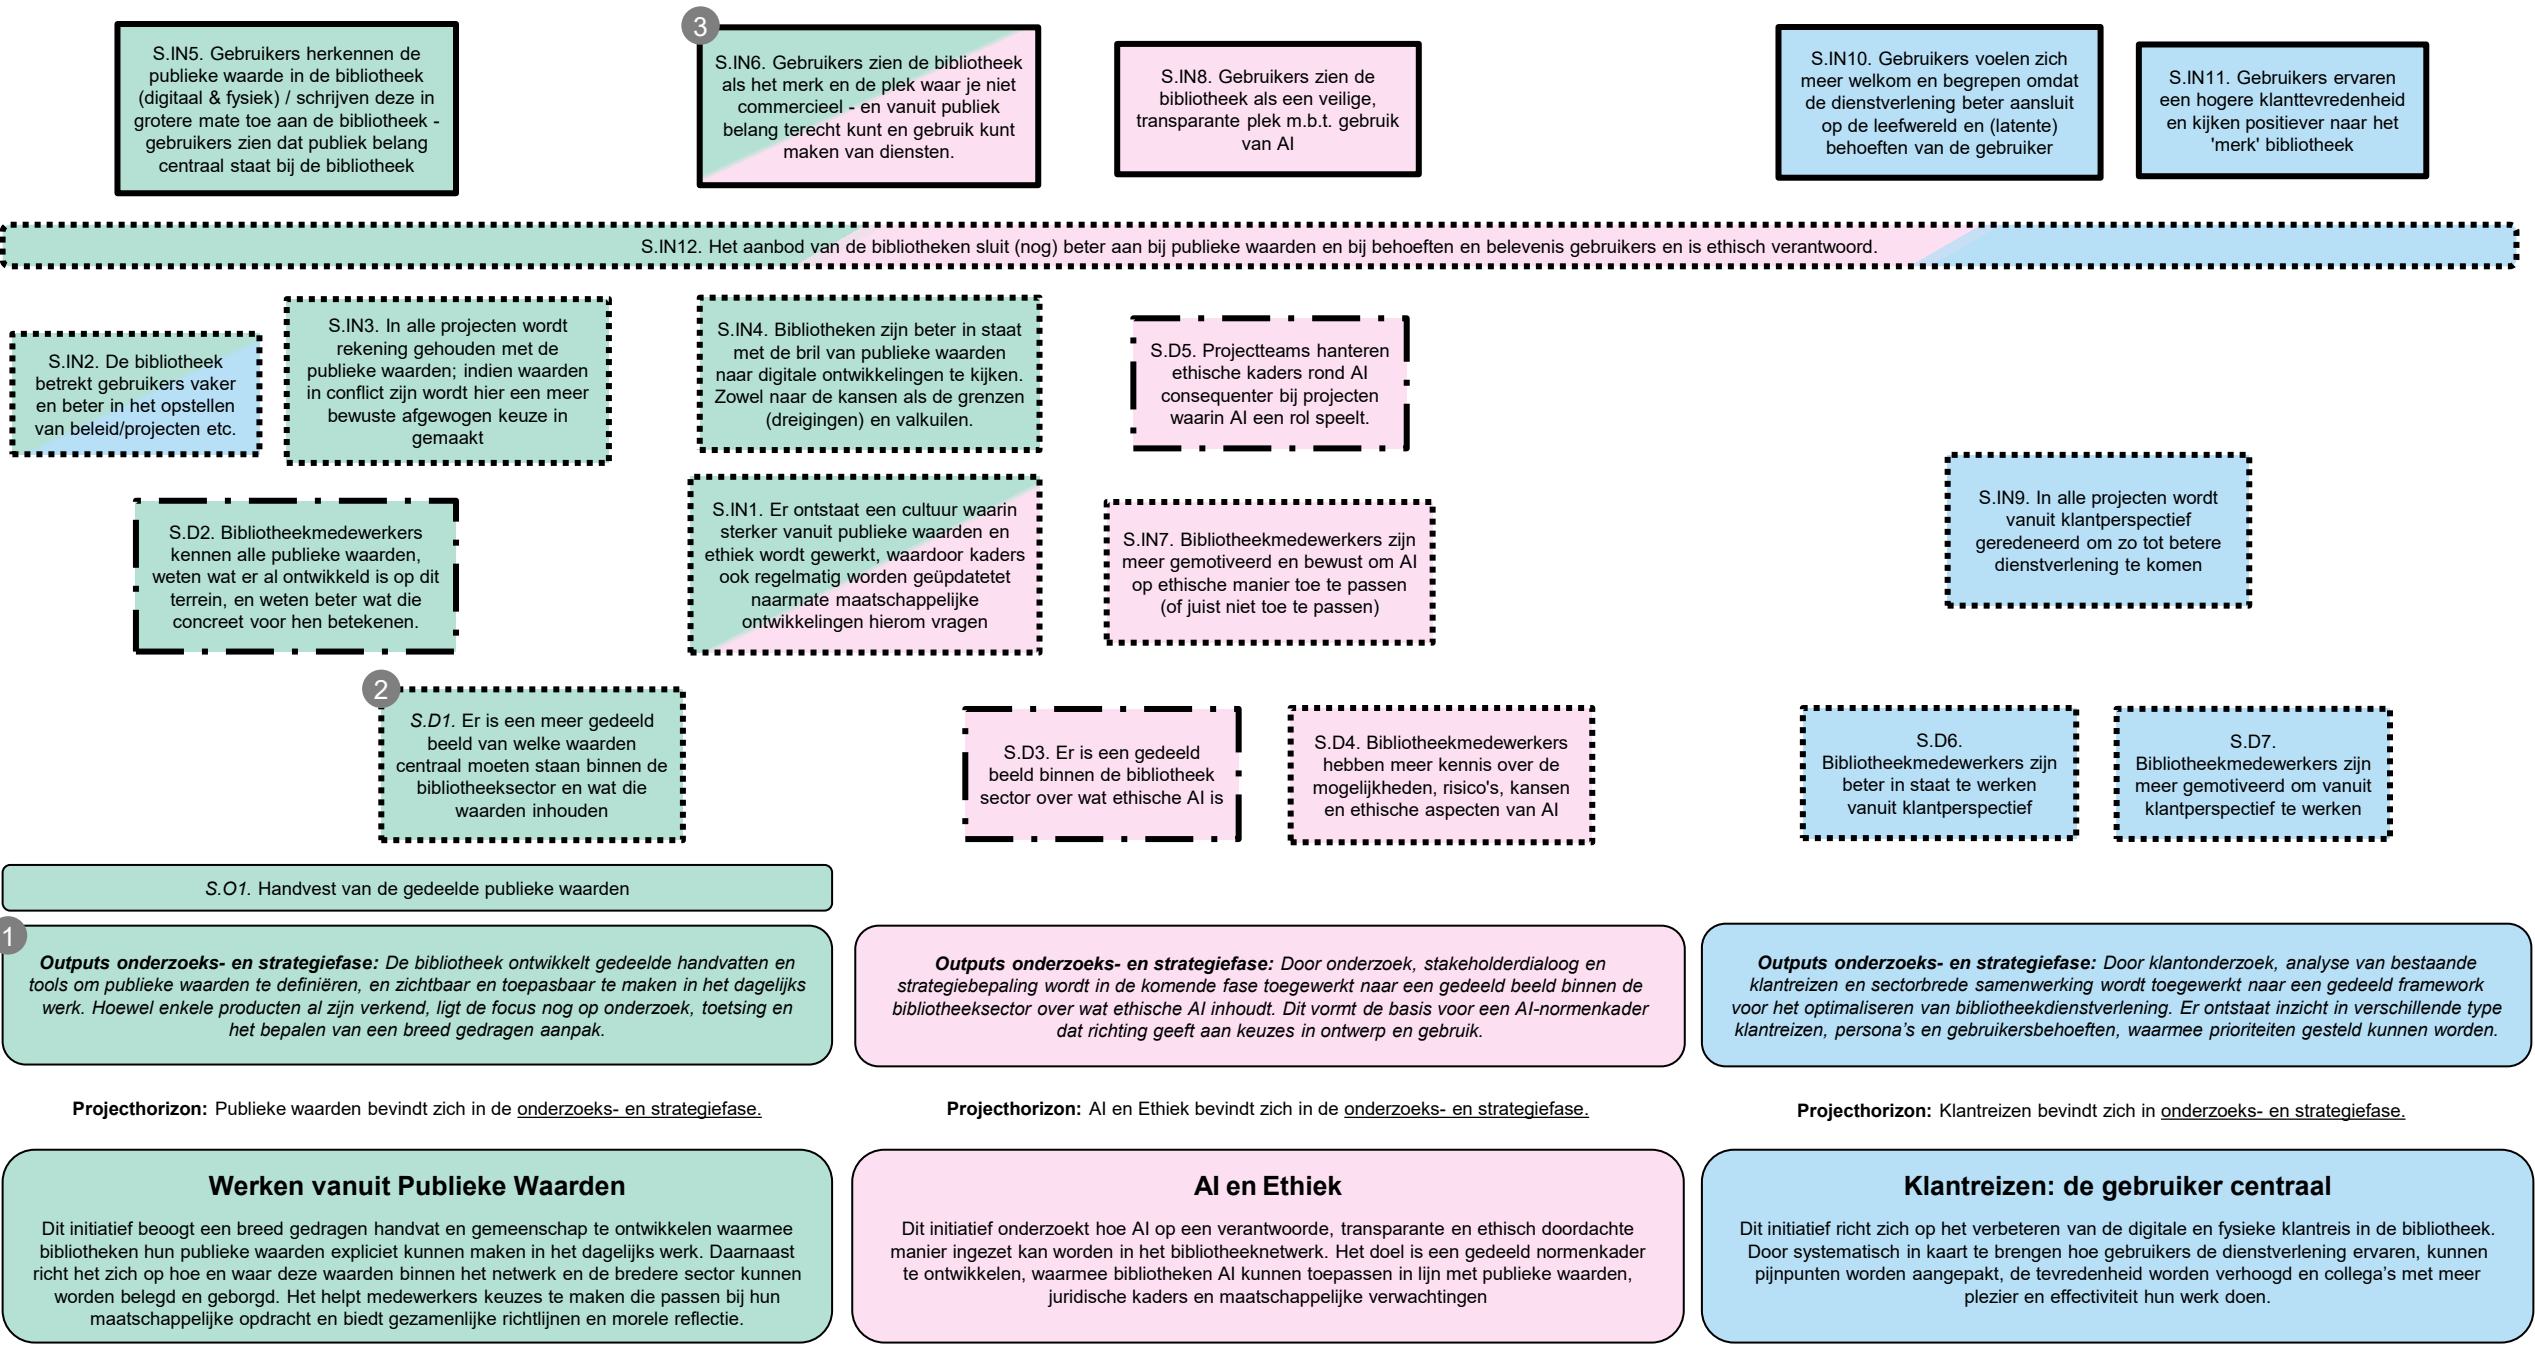 S.IN5. Gebruikers herkennen de
publieke waarde in de bibliotheek
(digitaal & fysiek) / schrijven deze in
grotere mate toe aan de bibliotheek -
gebruikers zien dat publiek belang
centraal staat bij de bibliotheek
3
S.IN6. Gebruikers zien de bibliotheek
als het merk en de plek waar je niet
commercieel - en vanuit publiek
belang terecht kunt en gebruik kunt
maken van diensten.
S.IN8. Gebruikers zien de
bibliotheek als een veilige,
transparante plek m.b.t. gebruik
van AI
S.IN10. Gebruikers voelen zich
meer welkom en begrepen omdat
de dienstverlening beter aansluit
op de leefwereld en (latente)
behoeften van de gebruiker
S.IN11. Gebruikers ervaren
een hogere klanttevredenheid
en kijken positiever naar het
'merk' bibliotheek
S.IN12. Het aanbod van de bibliotheken sluit (nog) beter aan bij publieke waarden en bij behoeften en belevenis gebruikers en is ethisch verantwoord.
S.IN2. De bibliotheek
betrekt gebruikers vaker
en beter in het opstellen
van beleid/projecten etc.
S.IN3. In alle projecten wordt
rekening gehouden met de
publieke waarden; indien waarden
in conflict zijn wordt hier een meer
bewuste afgewogen keuze in
gemaakt
S.IN4. Bibliotheken zijn beter in staat
met de bril van publieke waarden
naar digitale ontwikkelingen te kijken.
Zowel naar de kansen als de grenzen
(dreigingen) en valkuilen.
S.D5. Projectteams hanteren
ethische kaders rond AI
consequenter bij projecten
waarin AI een rol speelt.
S.D2. Bibliotheekmedewerkers
kennen alle publieke waarden,
weten wat er al ontwikkeld is op dit
terrein, en weten beter wat die
concreet voor hen betekenen.
S.IN1. Er ontstaat een cultuur waarin
sterker vanuit publieke waarden en
ethiek wordt gewerkt, waardoor kaders
ook regelmatig worden geüpdatetet
naarmate maatschappelijke
ontwikkelingen hierom vragen
S.IN7. Bibliotheekmedewerkers zijn
meer gemotiveerd en bewust om AI
op ethische manier toe te passen
(of juist niet toe te passen)
S.IN9. In alle projecten wordt
vanuit klantperspectief
geredeneerd om zo tot betere
dienstverlening te komen
2
S.D1. Er is een meer gedeeld
beeld van welke waarden
centraal moeten staan binnen de
bibliotheeksector en wat die
waarden inhouden
S.D3. Er is een gedeeld
beeld binnen de bibliotheek
sector over wat ethische AI is
S.D4. Bibliotheekmedewerkers
hebben meer kennis over de
mogelijkheden, risico's, kansen
en ethische aspecten van AI
S.D6.
Bibliotheekmedewerkers zijn
beter in staat te werken
vanuit klantperspectief
S.D7.
Bibliotheekmedewerkers zijn
meer gemotiveerd om vanuit
klantperspectief te werken
S.O1. Handvest van de gedeelde publieke waarden
1
Outputs onderzoeks- en strategiefase: De bibliotheek ontwikkelt gedeelde handvatten en
tools om publieke waarden te definiëren, en zichtbaar en toepasbaar te maken in het dagelijks
werk. Hoewel enkele producten al zijn verkend, ligt de focus nog op onderzoek, toetsing en
het bepalen van een breed gedragen aanpak.
Outputs onderzoeks- en strategiefase: Door onderzoek, stakeholderdialoog en
strategiebepaling wordt in de komende fase toegewerkt naar een gedeeld beeld binnen de
bibliotheeksector over wat ethische AI inhoudt. Dit vormt de basis voor een AI-normenkader
dat richting geeft aan keuzes in ontwerp en gebruik.
Outputs onderzoeks- en strategiefase: Door klantonderzoek, analyse van bestaande
klantreizen en sectorbrede samenwerking wordt toegewerkt naar een gedeeld framework
voor het optimaliseren van bibliotheekdienstverlening. Er ontstaat inzicht in verschillende type
klantreizen, persona's en gebruikersbehoeften, waarmee prioriteiten gesteld kunnen worden.
Projecthorizon: Publieke waarden bevindt zich in de onderzoeks- en strategiefase.
Projecthorizon: AI en Ethiek bevindt zich in de onderzoeks- en strategiefase.
Projecthorizon: Klantreizen bevindt zich in onderzoeks- en strategiefase.
Werken vanuit Publieke Waarden
Dit initiatief beoogt een breed gedragen handvat en gemeenschap te ontwikkelen waarmee
bibliotheken hun publieke waarden expliciet kunnen maken in het dagelijks werk. Daarnaast
richt het zich op hoe en waar deze waarden binnen het netwerk en de bredere sector kunnen
worden belegd en geborgd. Het helpt medewerkers keuzes te maken die passen bij hun
maatschappelijke opdracht en biedt gezamenlijke richtlijnen en morele reflectie.
AI en Ethiek
Dit initiatief onderzoekt hoe AI op een verantwoorde, transparante en ethisch doordachte
manier ingezet kan worden in het bibliotheeknetwerk. Het doel is een gedeeld normenkader
te ontwikkelen, waarmee bibliotheken AI kunnen toepassen in lijn met publieke waarden,
juridische kaders en maatschappelijke verwachtingen
Klantreizen: de gebruiker centraal
Dit initiatief richt zich op het verbeteren van de digitale en fysieke klantreis in de bibliotheek.
Door systematisch in kaart te brengen hoe gebruikers de dienstverlening ervaren, kunnen
pijnpunten worden aangepakt, de tevredenheid worden verhoogd en collega's met meer
plezier en effectiviteit hun werk doen.